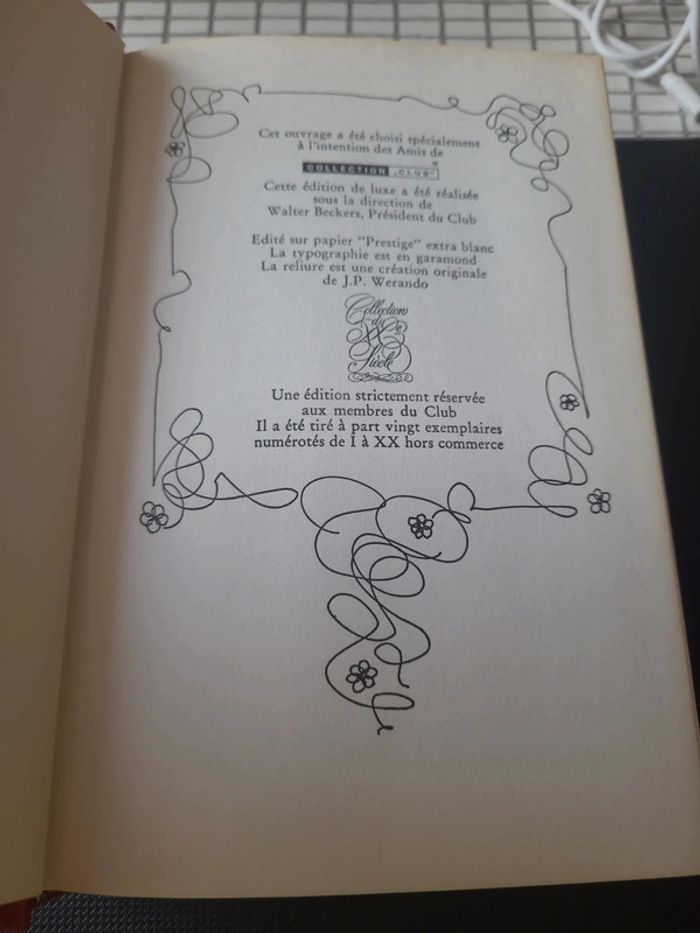 Cet ouvrage a été choisi spécialement
à l'intention des Amis de
COLLECTION „CLUB"®
Cette édition de luxe a été réalisée
sous la direction de
Walter Beckers, Président du Club
Edité sur papier "Prestige" extra blanc
La typographie est en garamond
La reliure est une création originale
de J.P. Werando
Collection
du
XXe
Siècle
Une édition strictement réservée
aux membres du Club
Il a été tiré à part vingt exemplaires
numérotés de I à XX hors commerce